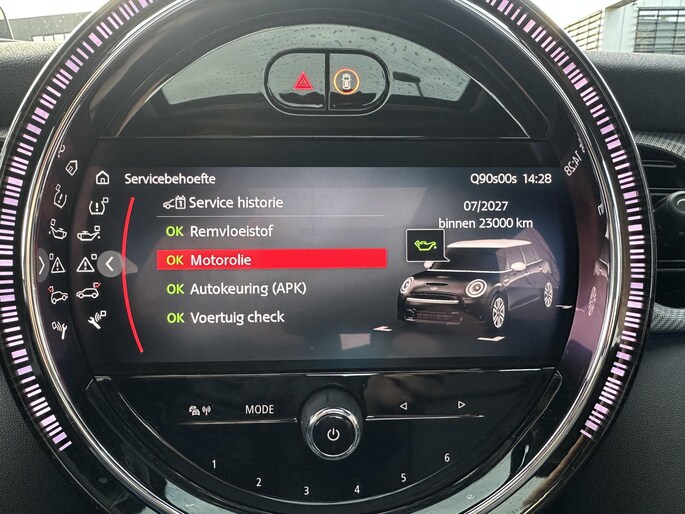 Servicebehoefte
Q90s00s 14:28
Service historie
07/2027
binnen 23000 km
OK Remvloeistof
OK Motorolie
OK Autokeuring (APK)
OK Voertuig check
MODE
1 2 3 4 5 6